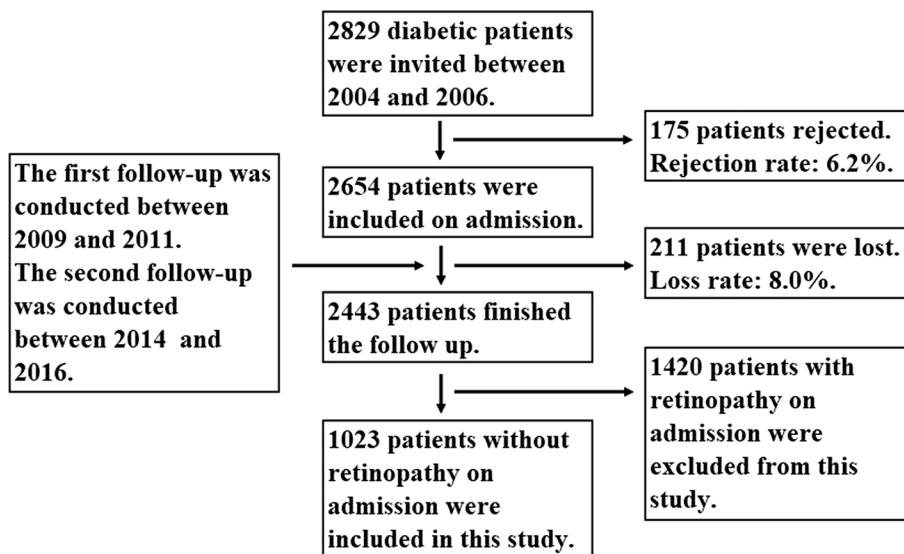 2829 diabetic patients
were invited between
2004 and 2006.
175 patients rejected.
Rejection rate: 6.2%.
The first follow-up was
conducted between
2009 and 2011.
The second follow-up
was conducted
between 2014 and
2016.
2654 patients were
included on admission.
211 patients were lost.
Loss rate: 8.0%.
2443 patients finished
the follow up.
1420 patients with
retinopathy on
admission were
excluded from this
study.
1023 patients without
retinopathy on
admission were
included in this study.